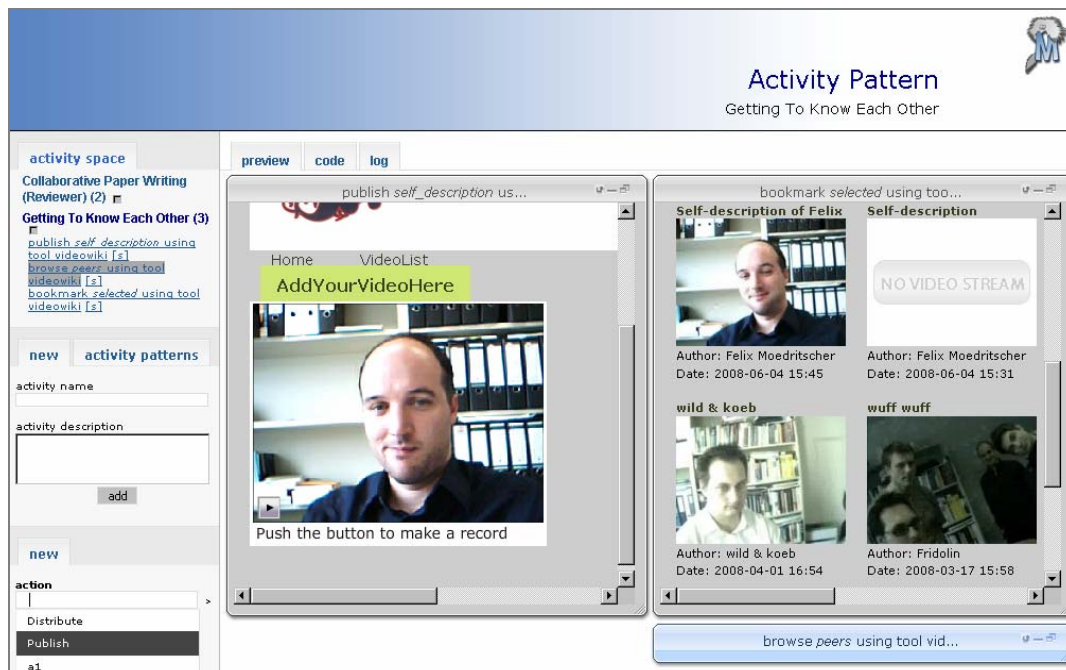 M
Activity Pattern
Getting To Know Each Other
activity space
Collaborative Paper Writing
(Reviewer) (2)
Getting To Know Each Other (3)
publish self_description using
tool videowiki [s]
browse peers using tool
videowiki [s]
bookmark selected using tool
videowiki [s]
new
activity patterns
activity name
activity description
add
new
action
>
Distribute
Publish
a1
preview
code
log
publish self_description us...
Home
VideoList
AddYourVideoHere
Push the button to make a record
bookmark selected using too...
Self-description of Felix
Self-description
NO VIDEO STREAM
Author: Felix Moedritscher
Author: Felix Moedritscher
Date: 2008-06-04 15:45
Date: 2008-06-04 15:31
wild & koeb
wuff wuff
Author: wild & koeb
Author: Fridolin
Date: 2008-04-01 16:54
Date: 2008-03-17 15:58
browse peers using tool vid...